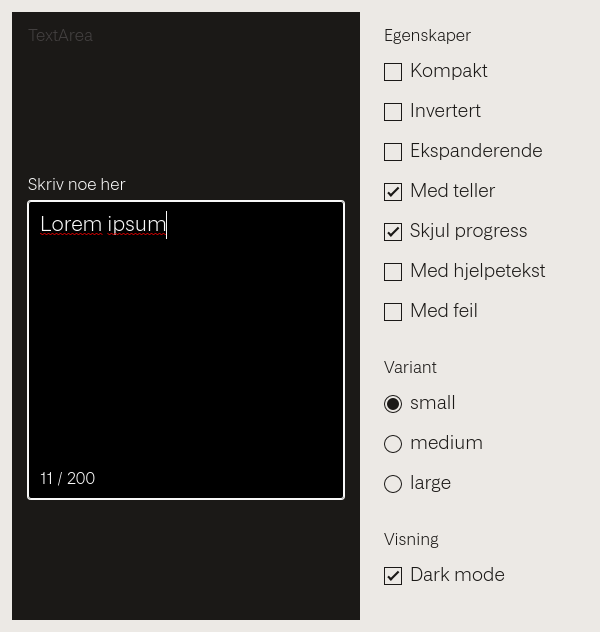 TextArea
Skriv noe her
Lorem ipsum
11 / 200
Egenskaper
Kompakt
Invertert
Ekspanderende
Med teller
Skjul progress
Med hjelpetekst
Med feil
Variant
small
medium
large
Visning
Dark mode